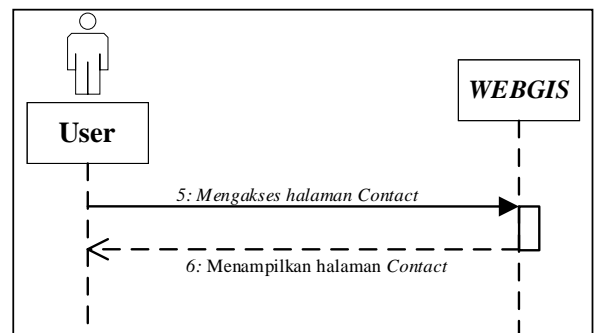 WEBGIS
User
5: Mengakses halaman Contact
6: Menampilkan halaman Contact